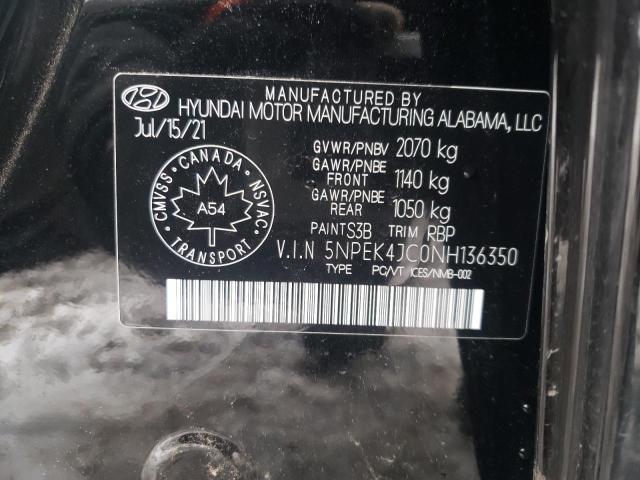 MANUFACTURED BY
HYUNDAI MOTOR MANUFACTURING ALABAMA, LLC
Jul/15/21
GVWR/PNBV 2070 kg
GAWR/PNBE
FRONT 1140 kg
GAWR/PNBE
REAR 1050 kg
PAINT S3B TRIM RBP
CMVSS · CANADA · NSVAC ·
A54
TRANSPORT
V.I.N 5NPEK4JC0NH136350
TYPE PC/VT ICES/NMB-002